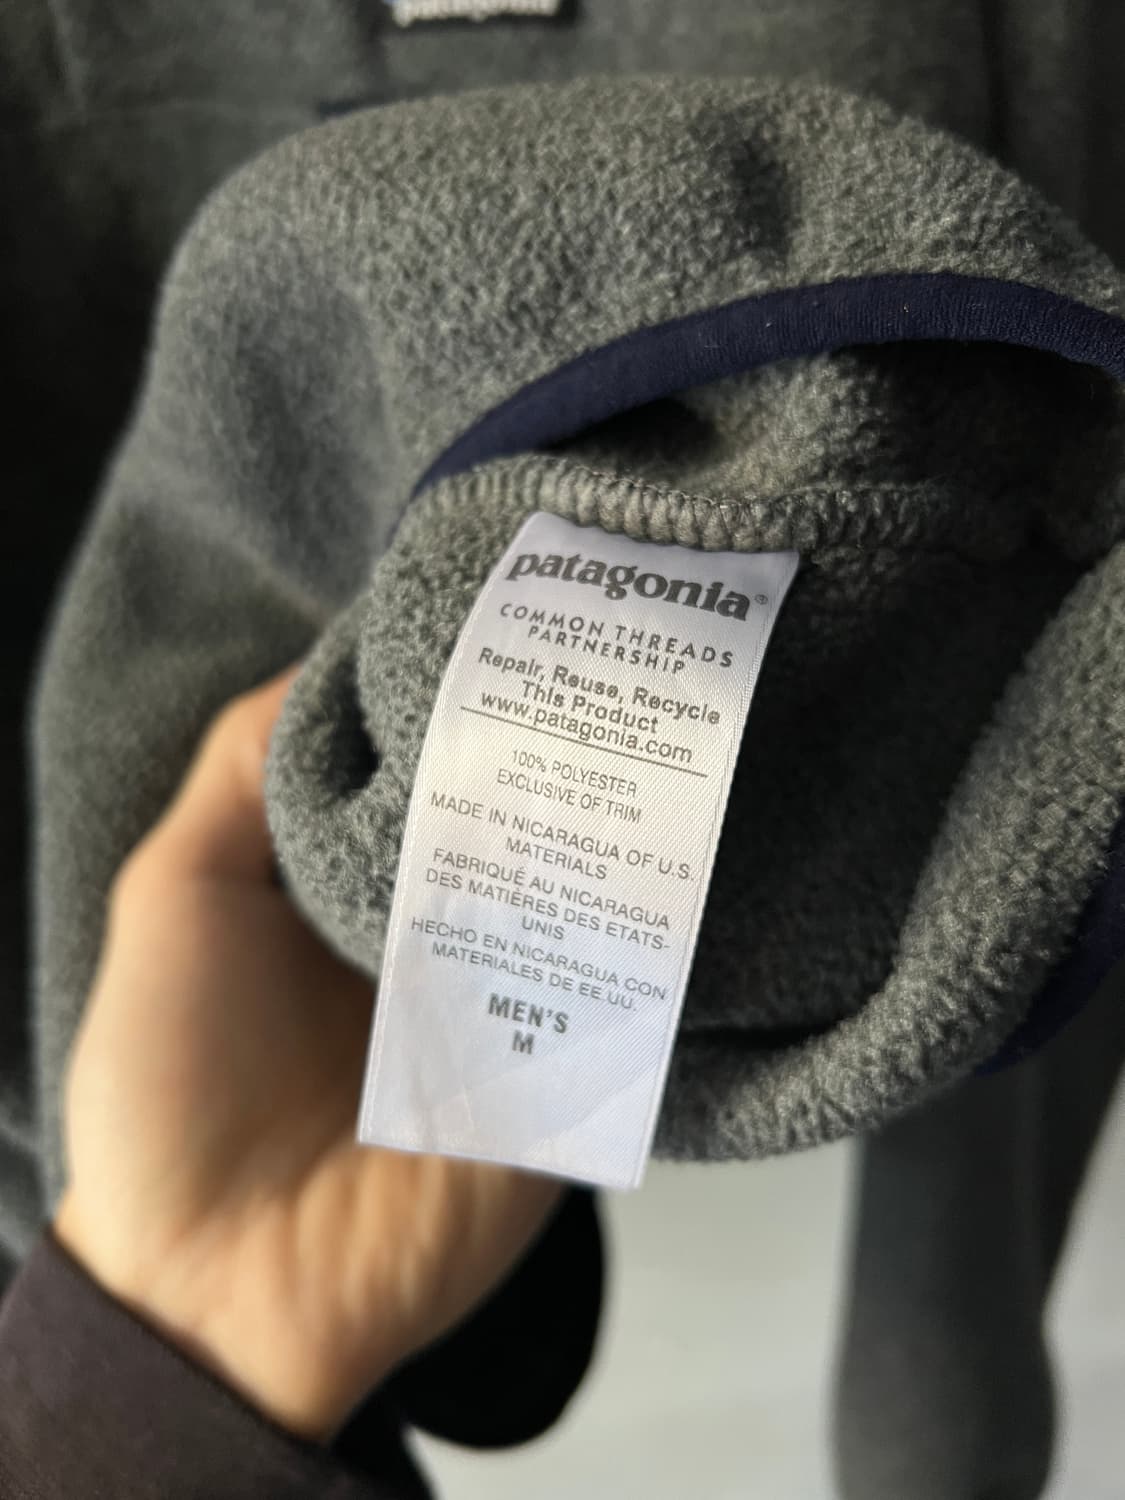 patagonia
patagonia®
COMMON THREADS
PARTNERSHIP
Repair, Reuse, Recycle
This Product
www.patagonia.com
100% POLYESTER
EXCLUSIVE OF TRIM
MADE IN NICARAGUA OF U.S.
MATERIALS
FABRIQUÉ AU NICARAGUA
DES MATIÈRES DES ETATS-
UNIS
HECHO EN NICARAGUA CON
MATERIALES DE EE.UU.
MEN'S
M